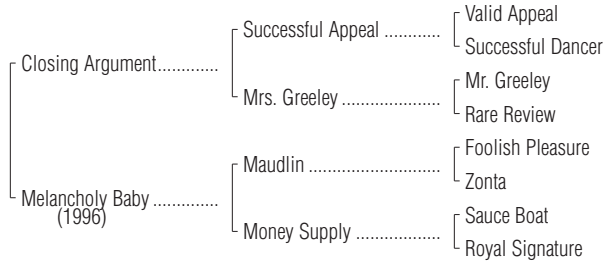 Valid Appeal
Successful Appeal ............
Successful Dancer
Closing Argument.............
Mr. Greeley
Mrs. Greeley .....................
Rare Review
Foolish Pleasure
Maudlin ............................
Zonta
Melancholy Baby ..............
(1996)
Sauce Boat
Money Supply ..................
Royal Signature